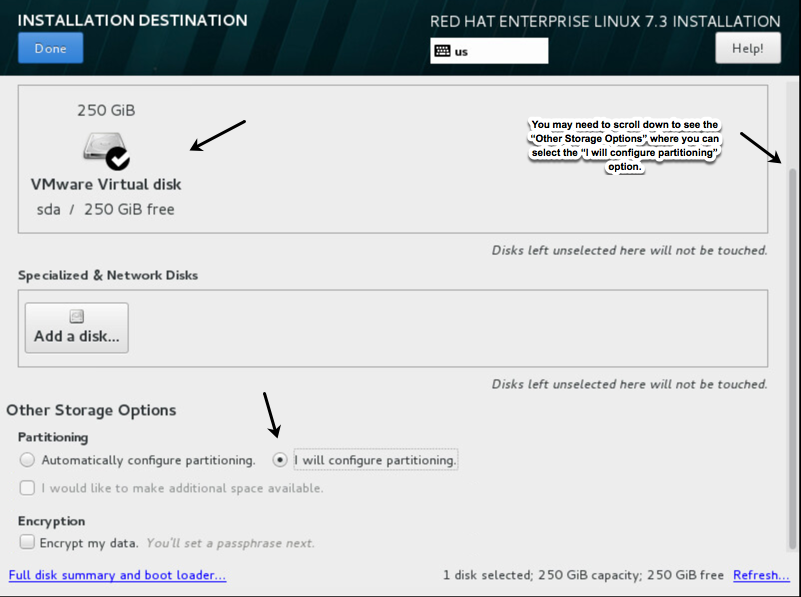 INSTALLATION DESTINATION
RED HAT ENTERPRISE LINUX 7.3 INSTALLATION
Done
us
Help!
250 GiB
VMware Virtual disk
sda / 250 GiB free
You may need to scroll down to see the
“Other Storage Options” where you can
select the “I will configure partitioning”
option.
Disks left unselected here will not be touched.
Specialized & Network Disks
Add a disk...
Disks left unselected here will not be touched.
Other Storage Options
Partitioning
Automatically configure partitioning. I will configure partitioning.
I would like to make additional space available.
Encryption
Encrypt my data. You'll set a passphrase next.
Full disk summary and boot loader... 1 disk selected; 250 GiB capacity; 250 GiB free Refresh...